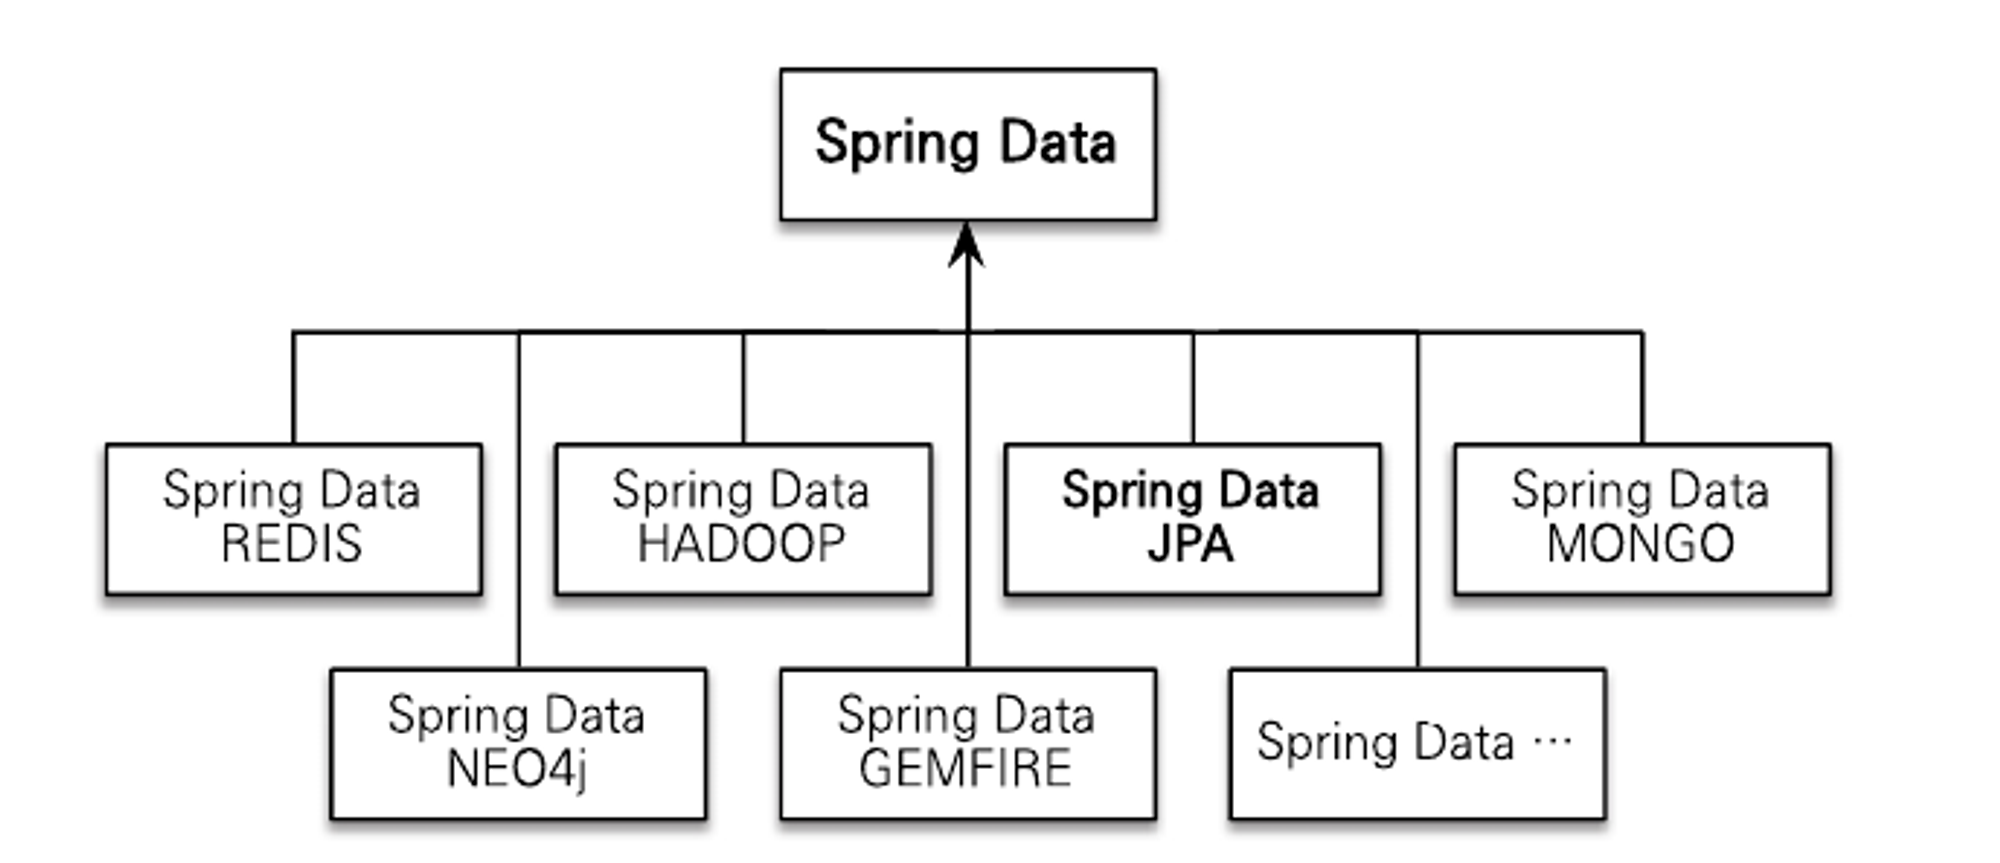 Spring Data
Spring Data
REDIS
Spring Data
HADOOP
Spring Data
JPA
Spring Data
MONGO
Spring Data
NEO4j
Spring Data
GEMFIRE
Spring Data ⋯